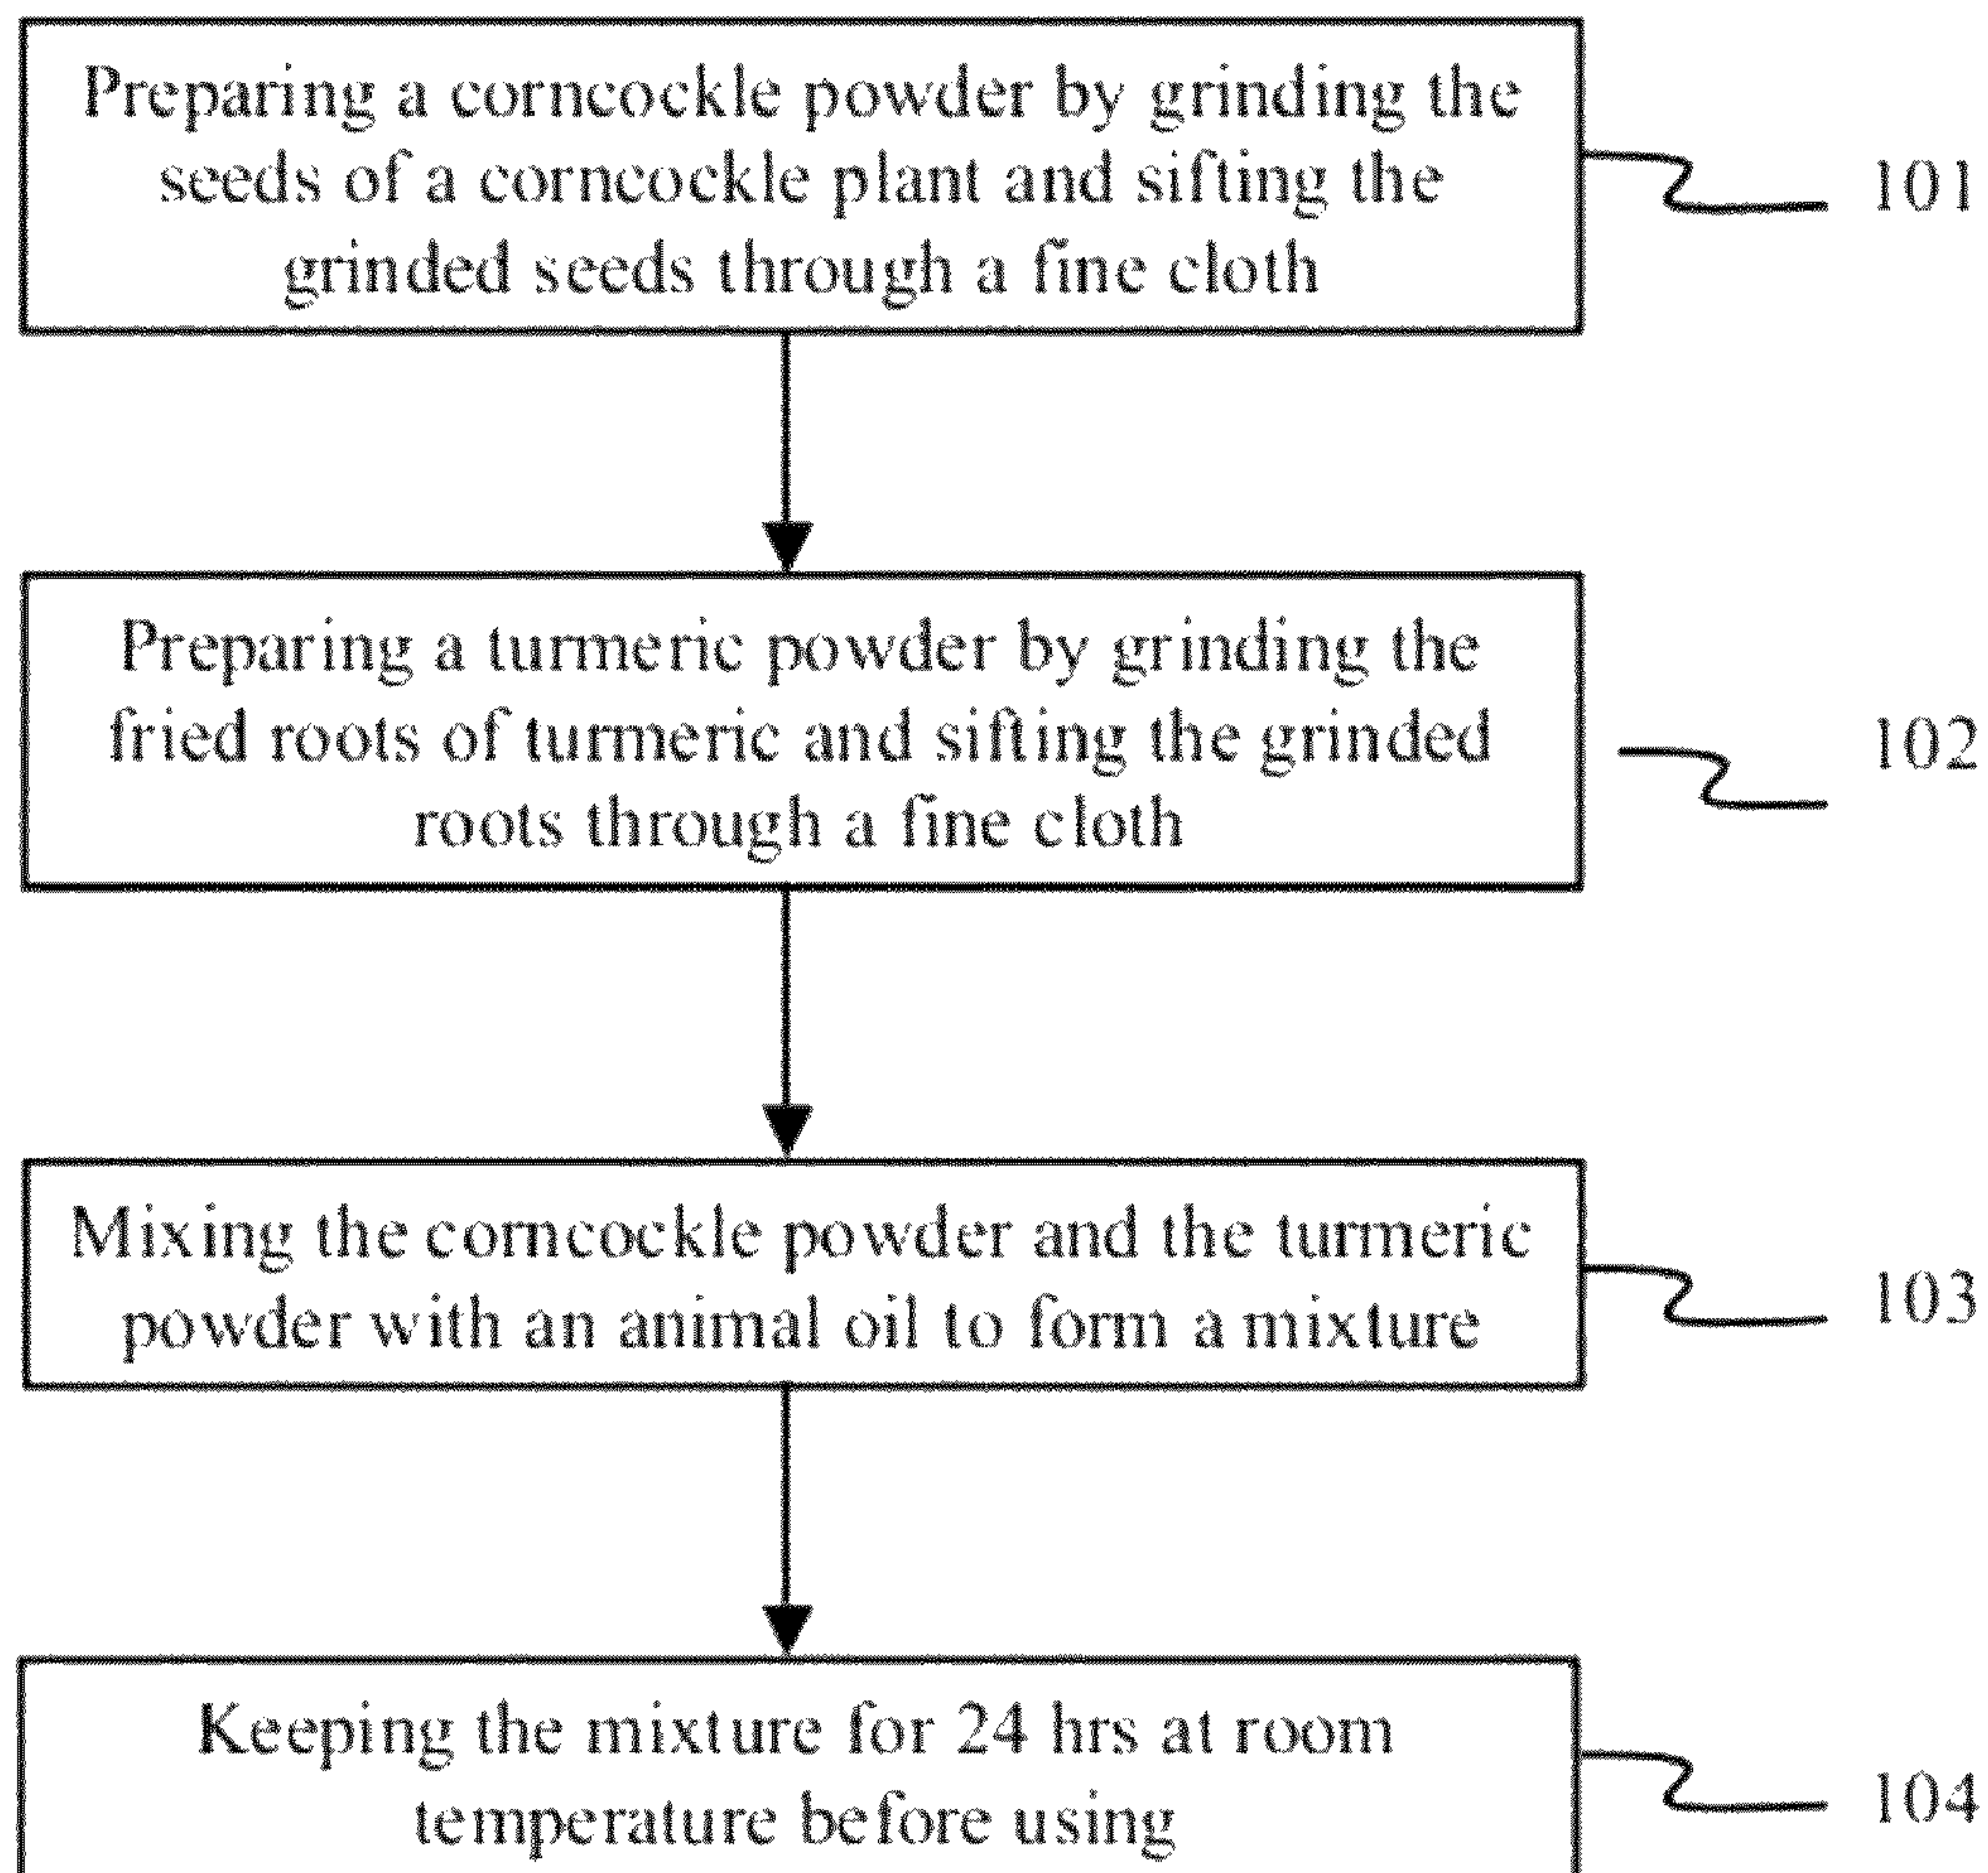 Preparing a corncockle powder by grinding the
seeds of a corncockle plant and sifting the
grinded seeds through a fine cloth
101
Preparing a turmeric powder by grinding the
fried roots of turmeric and sifting the grinded
roots through a fine cloth
102
Mixing the corncockle powder and the turmeric
powder with an animal oil to form a mixture
103
Keeping the mixture for 24 hrs at room
temperature before using
104